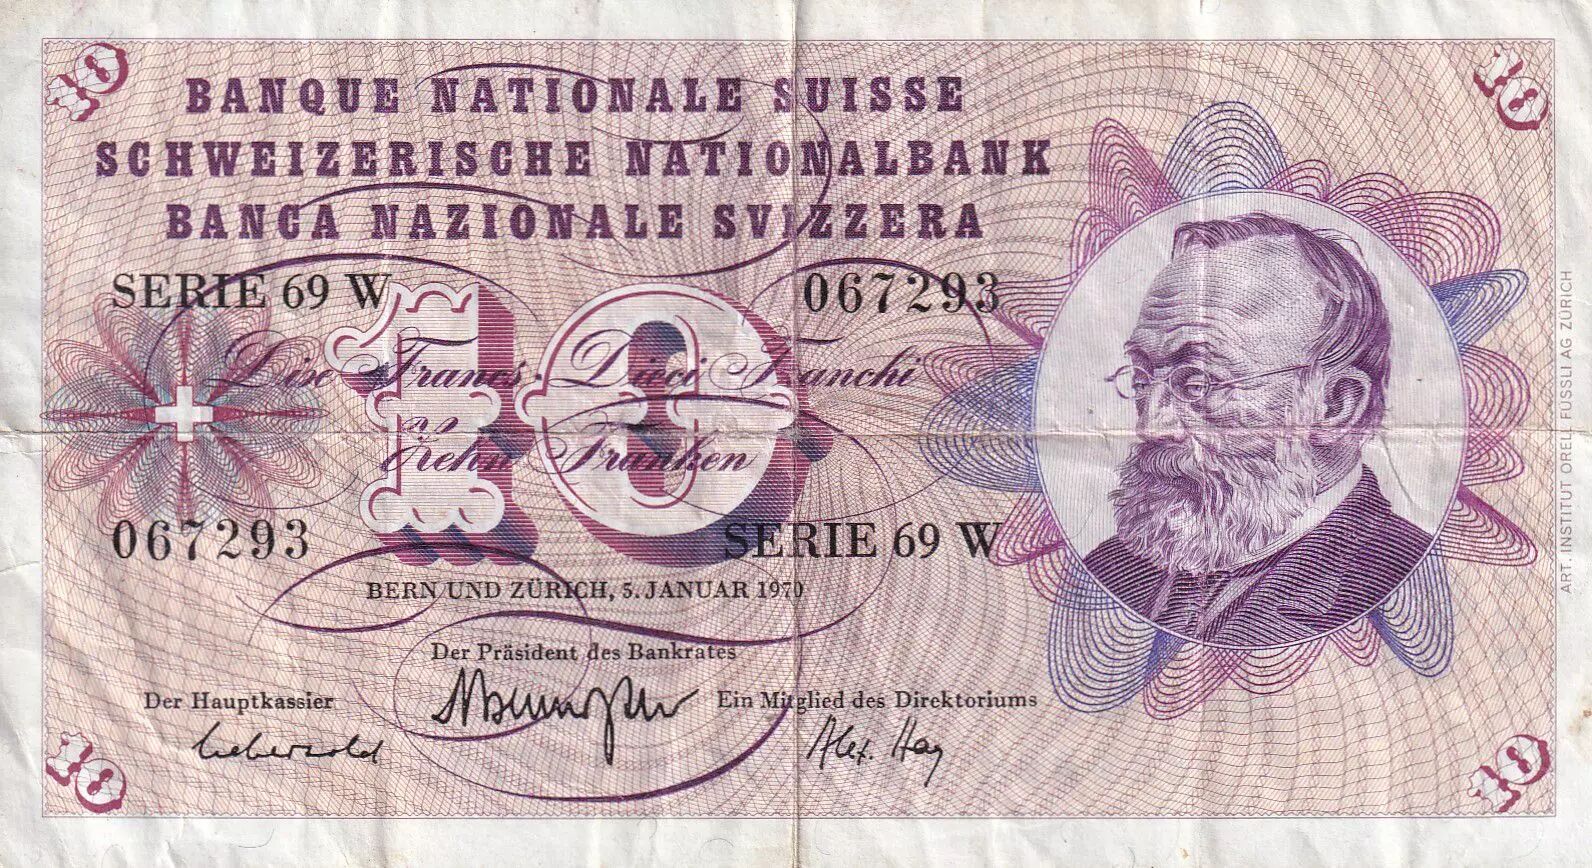 10 10
BANQUE NATIONALE SUISSE
SCHWEIZERISCHE NATIONALBANK
BANCA NAZIONALE SVIZZERA
SERIE 69 W 067293
10
Dise Francs · Dieci Franchi
Zehn Franken
067293 SERIE 69 W
BERN UND ZÜRICH, 5. JANUAR 1970
Der Präsident des Bankrates
Der Hauptkassier
Ein Mitglied des Direktoriums
Alex. Hay
10 10
ART. INSTITUT ORELL FÜSSLI AG ZÜRICH